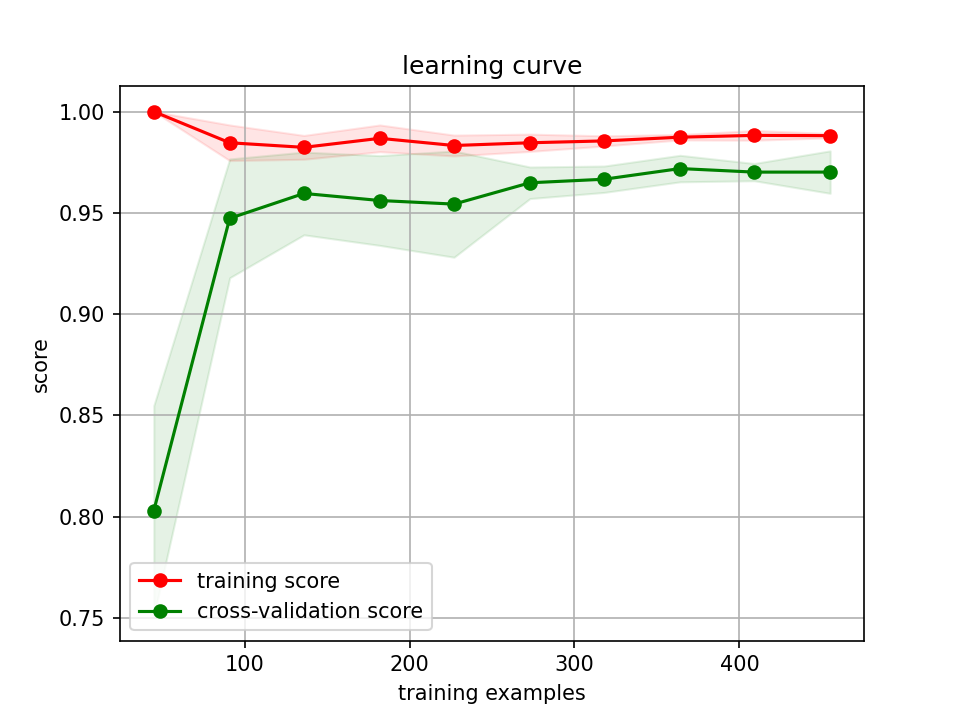 learning curve
1.00
0.95
0.90
0.85
0.80
0.75
score
training score
cross-validation score
100 200 300 400
training examples